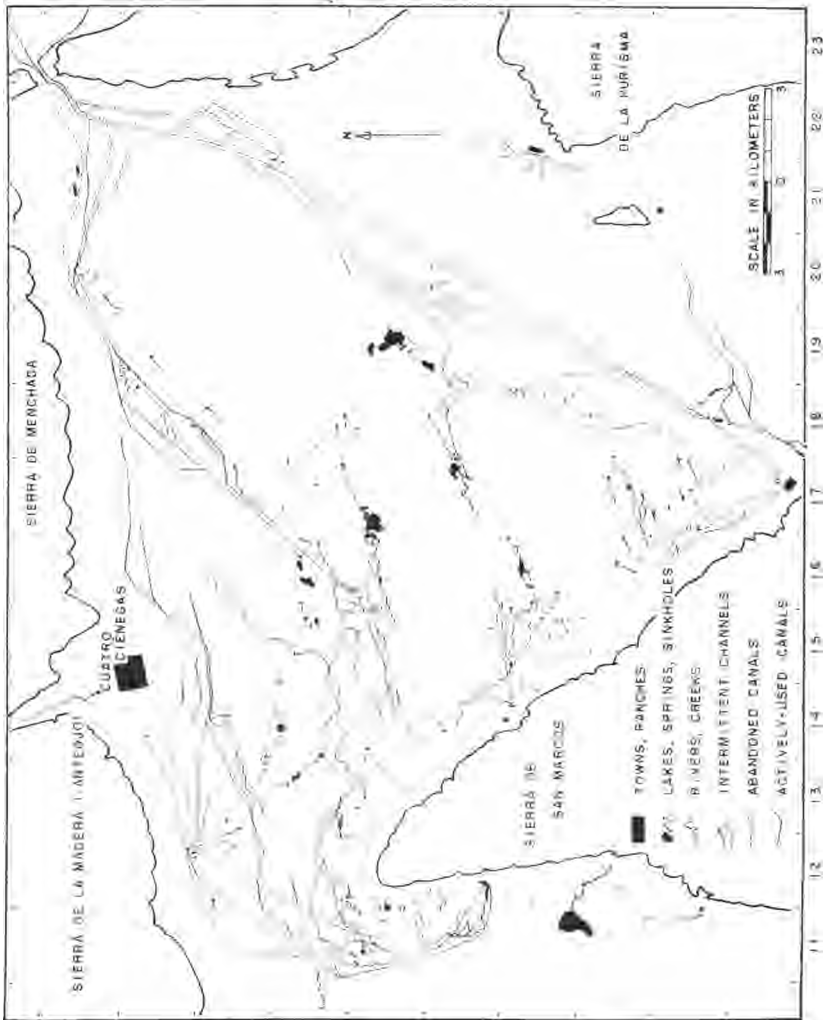 SIERRA DE LA MADERA (ANTEOJO)
SIERRA DE MENCHADA
CUATRO
CIENEGAS
N
SIERRA
DE LA PURISMA
SCALE IN KILOMETERS
3 0 3
SIERRA DE
SAN MARCOS
TOWNS, RANCHES
LAKES, SPRINGS, SINKHOLES
RIVERS, CREEKS
INTERMITTENT CHANNELS
ABANDONED CANALS
ACTIVELY-USED CANALS
11 12 13 14 15 16 17 18 19 20 21 22 23